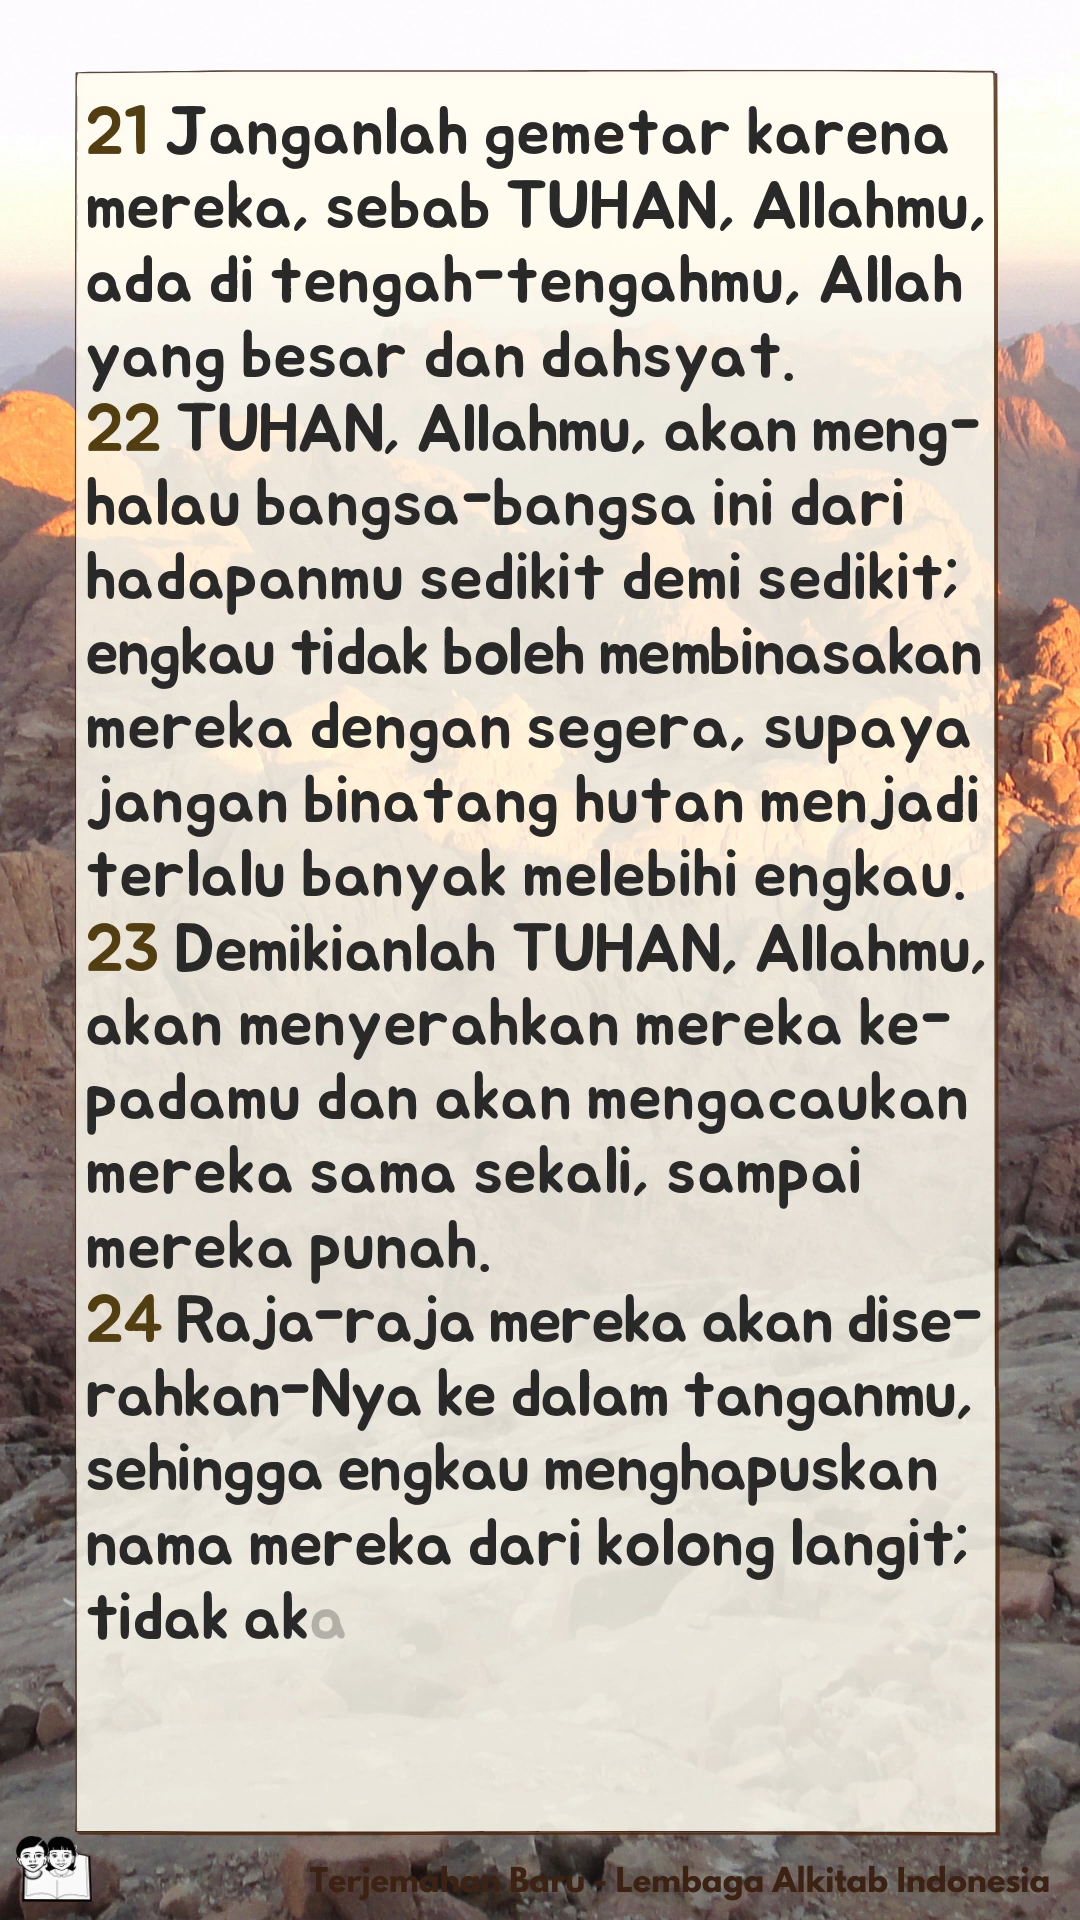 21 Janganlah gemetar karena
mereka, sebab TUHAN, Allahmu,
ada di tengah-tengahmu, Allah
yang besar dan dahsyat.
22 TUHAN, Allahmu, akan meng-
halau bangsa-bangsa ini dari
hadapanmu sedikit demi sedikit;
engkau tidak boleh membinasakan
mereka dengan segera, supaya
jangan binatang hutan menjadi
terlalu banyak melebihi engkau.
23 Demikianlah TUHAN, Allahmu,
akan menyerahkan mereka ke-
padamu dan akan mengacaukan
mereka sama sekali, sampai
mereka punah.
24 Raja-raja mereka akan dise-
rahkan-Nya ke dalam tanganmu,
sehingga engkau menghapuskan
nama mereka dari kolong langit;
tidak aka
Terjemahan Baru - Lembaga Alkitab Indonesia